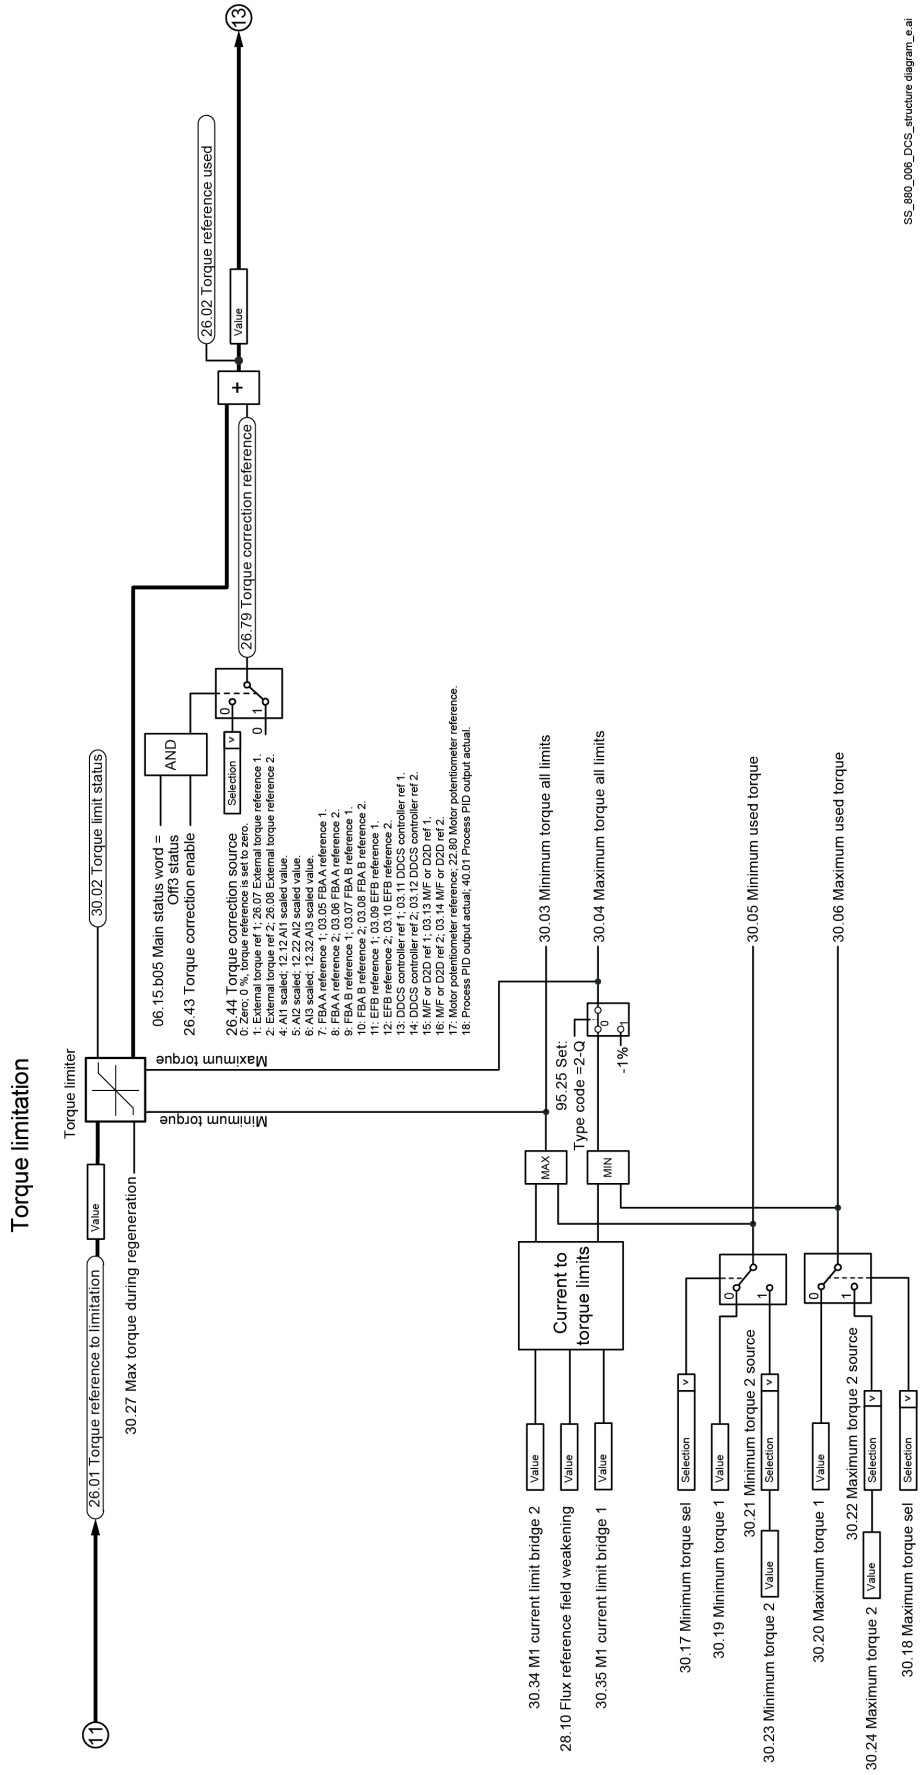 Torque limitation
11
26.01 Torque reference to limitation
Value
Torque limiter
30.02 Torque limit status
30.27 Max torque during regeneration
Minimum torque
Maximum torque
06.15.b05 Main status word =
Off3 status
26.43 Torque correction enable
AND
26.44 Torque correction source
Selection
v
0
1
0
0: Zero; 0 %, torque reference is set to zero.
1: External torque ref 1; 26.07 External torque reference 1.
2: External torque ref 2; 26.08 External torque reference 2.
4: AI1 scaled; 12.12 AI1 scaled value.
5: AI2 scaled; 12.22 AI2 scaled value.
6: AI3 scaled; 12.32 AI3 scaled value.
7: FBA A reference 1; 03.05 FBA A reference 1.
8: FBA A reference 2; 03.06 FBA A reference 2.
9: FBA B reference 1; 03.07 FBA B reference 1.
10: FBA B reference 2; 03.08 FBA B reference 2.
11: EFB reference 1; 03.09 EFB reference 1.
12: EFB reference 2; 03.10 EFB reference 2.
13: DDCS controller ref 1; 03.11 DDCS controller ref 1.
14: DDCS controller ref 2; 03.12 DDCS controller ref 2.
15: M/F or D2D ref 1; 03.13 M/F or D2D ref 1.
16: M/F or D2D ref 2; 03.14 M/F or D2D ref 2.
17: Motor potentiometer reference; 22.80 Motor potentiometer reference.
18: Process PID output actual; 40.01 Process PID output actual.
26.79 Torque correction reference
+
26.02 Torque reference used
Value
13
30.34 M1 current limit bridge 2
Value
28.10 Flux reference field weakening
Value
30.35 M1 current limit bridge 1
Value
Current to
torque limits
MAX
MIN
95.25 Set:
Type code =2-Q
0
1
-1%
30.03 Minimum torque all limits
30.04 Maximum torque all limits
30.17 Minimum torque sel
Selection
v
30.19 Minimum torque 1
Value
30.21 Minimum torque 2 source
30.23 Minimum torque 2
Value
Selection
v
0
1
30.05 Minimum used torque
30.20 Maximum torque 1
Value
30.22 Maximum torque 2 source
30.24 Maximum torque 2
Value
Selection
v
30.18 Maximum torque sel
Selection
v
0
1
30.06 Maximum used torque
SS_880_006_DCS_structure diagram_e.ai